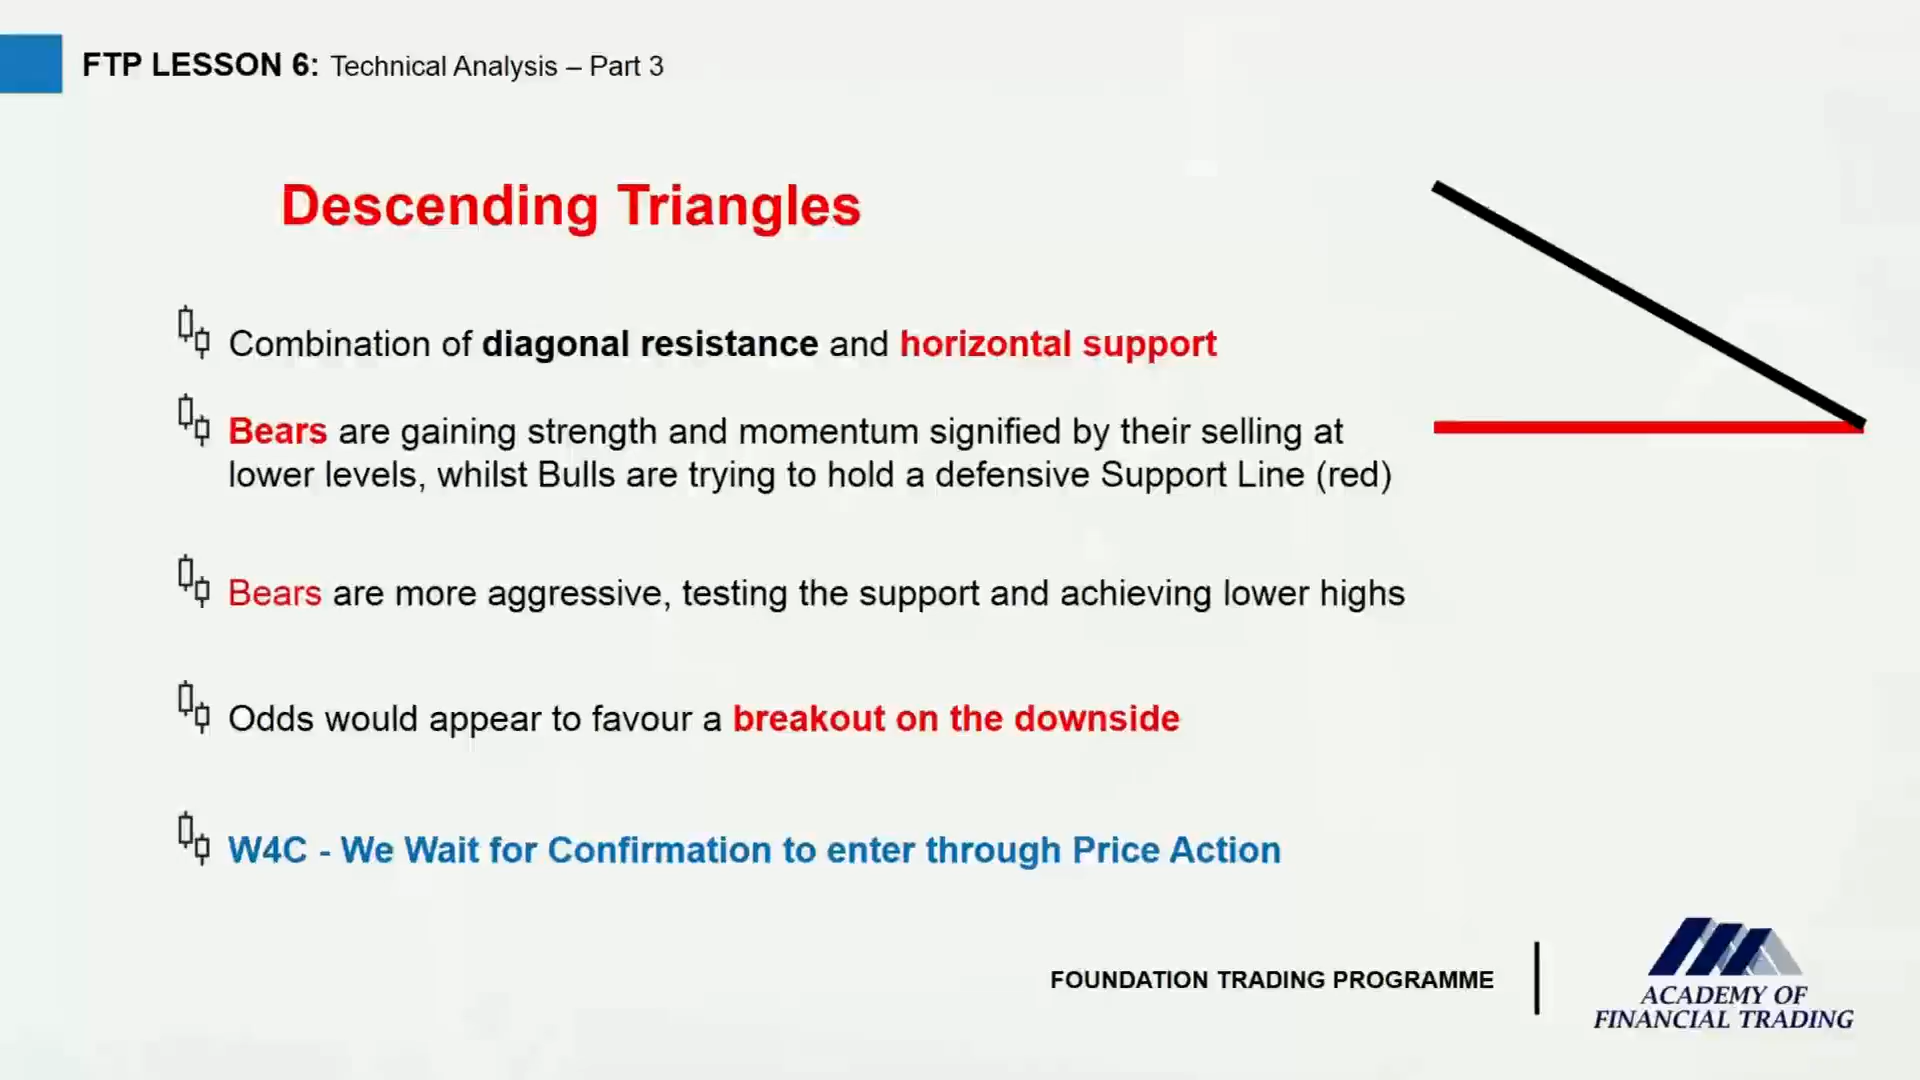 FTP LESSON 6: Technical Analysis – Part 3
Descending Triangles
Combination of diagonal resistance and horizontal support
Bears are gaining strength and momentum signified by their selling at
lower levels, whilst Bulls are trying to hold a defensive Support Line (red)
Bears are more aggressive, testing the support and achieving lower highs
Odds would appear to favour a breakout on the downside
W4C - We Wait for Confirmation to enter through Price Action
FOUNDATION TRADING PROGRAMME
ACADEMY OF
FINANCIAL TRADING